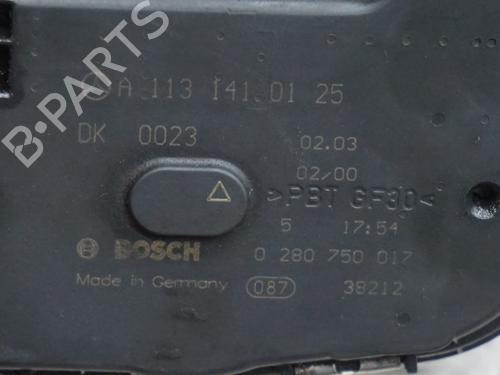 A 113 141 01 25
DK 0023 02.03
02/00
>PBT GF30<
5 17:54
BOSCH 0 280 750 017
Made in Germany 087 38212
B-PARTS